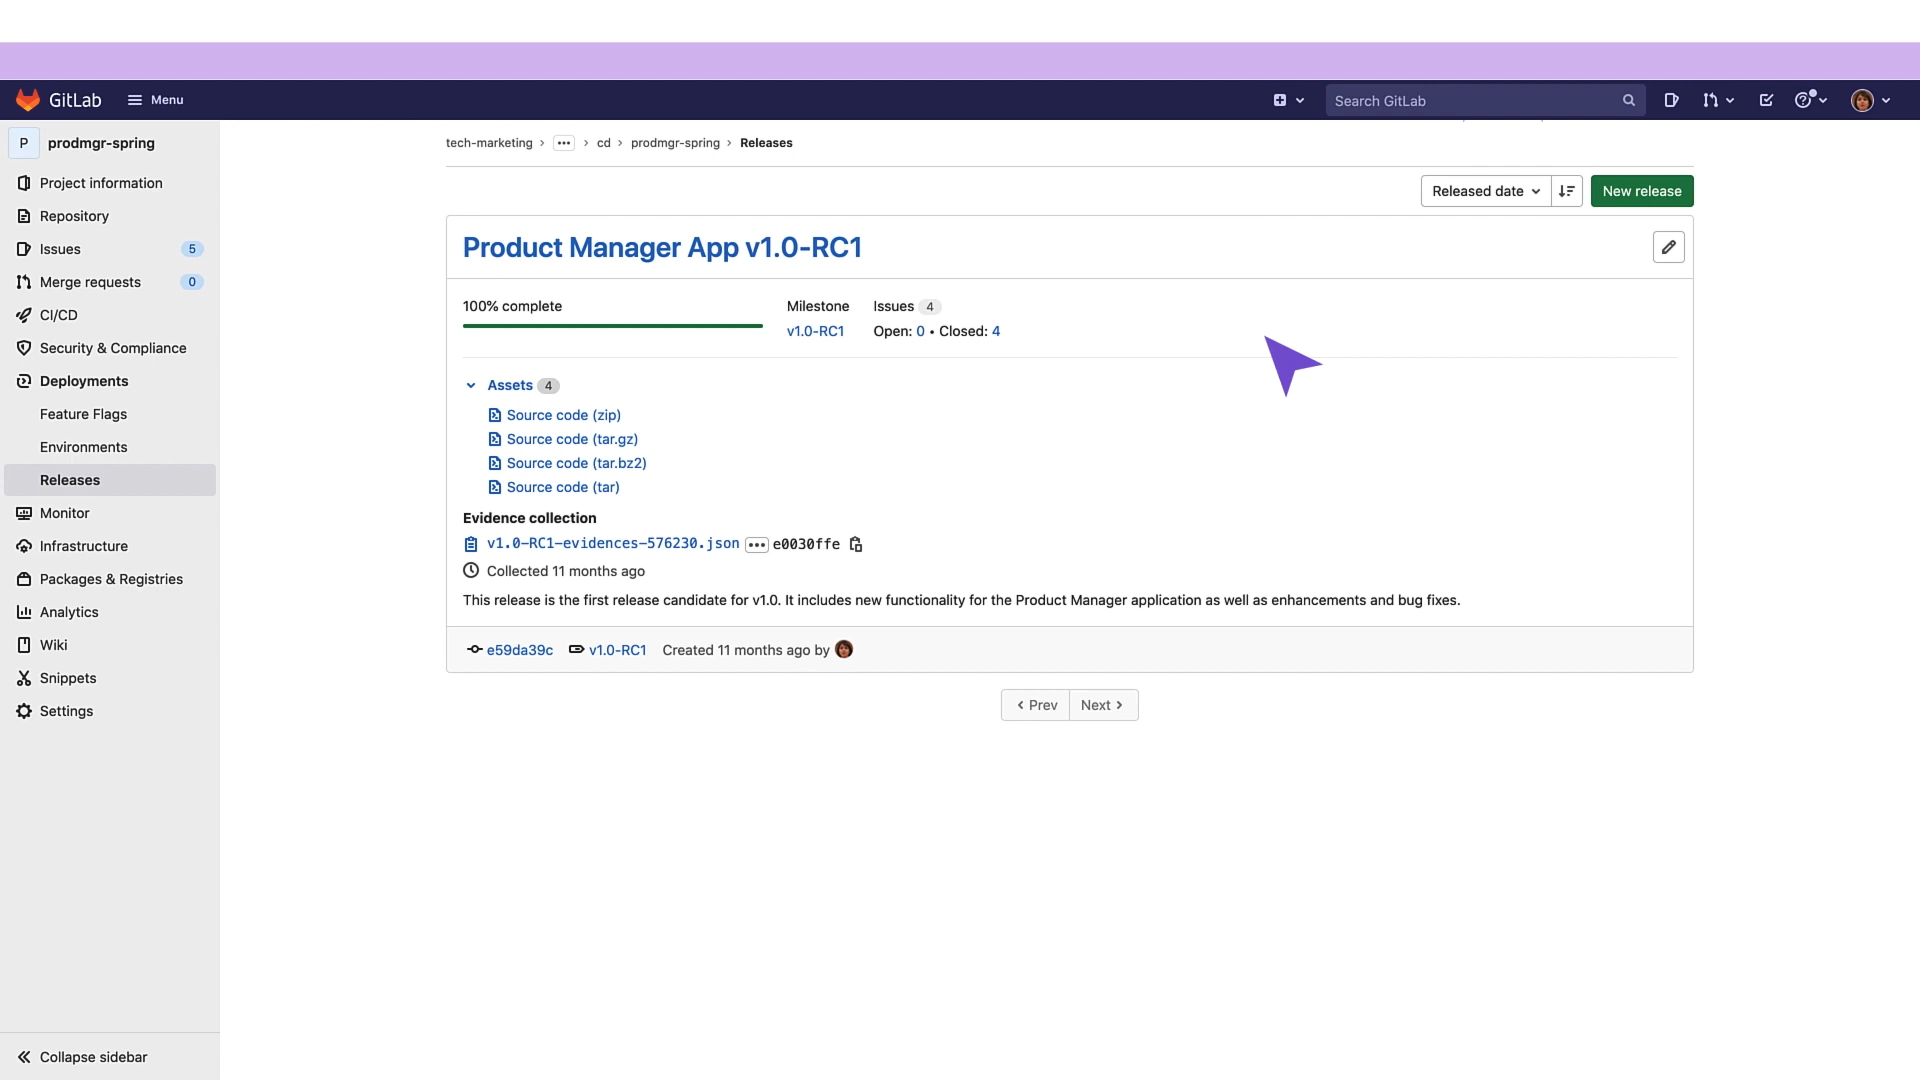 GitLab Menu Search GitLab
P prodmgr-spring
Project information
Repository
Issues 5
Merge requests 0
CI/CD
Security & Compliance
Deployments
Feature Flags
Environments
Releases
Monitor
Infrastructure
Packages & Registries
Analytics
Wiki
Snippets
Settings
Collapse sidebar
tech-marketing > ••• > cd > prodmgr-spring > Releases
Released date New release
Product Manager App v1.0-RC1
100% complete Milestone Issues 4
v1.0-RC1 Open: 0 • Closed: 4
Assets 4
Source code (zip)
Source code (tar.gz)
Source code (tar.bz2)
Source code (tar)
Evidence collection
v1.0-RC1-evidences-576230.json ••• e0030ffe
Collected 11 months ago
This release is the first release candidate for v1.0. It includes new functionality for the Product Manager application as well as enhancements and bug fixes.
e59da39c v1.0-RC1 Created 11 months ago by
Prev Next